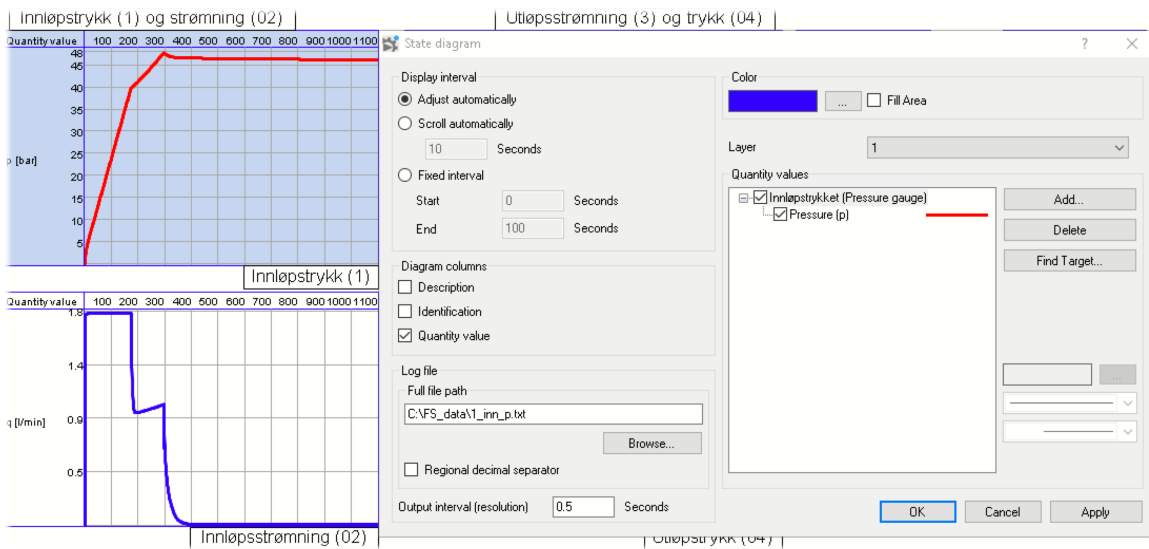 Innløpstrykk (1) og strømning (02)
Utløpsstrømning (3) og trykk (04)
Quantity value 100 200 300 400 500 600 700 800 900 1000 1100
48
45
40
35
30
p [bar] 25
20
15
10
5
Innløpstrykk (1)
Quantity value 100 200 300 400 500 600 700 800 900 1000 1100
1.8
1.4
q [l/min] 0.9
0.5
Innløpsstrømning (02)
Utløpstrykk (04)
State diagram ? ×
Display interval
Adjust automatically
Scroll automatically
10 Seconds
Fixed interval
Start 0 Seconds
End 100 Seconds
Diagram columns
Description
Identification
Quantity value
Log file
Full file path
C:\FS_data\1_inn_p.txt
Browse...
Regional decimal separator
Output interval (resolution) 0.5 Seconds
Color
... Fill Area
Layer 1
Quantity values
Innløpstrykket (Pressure gauge)
Pressure (p)
Add...
Delete
Find Target...
...
OK Cancel Apply